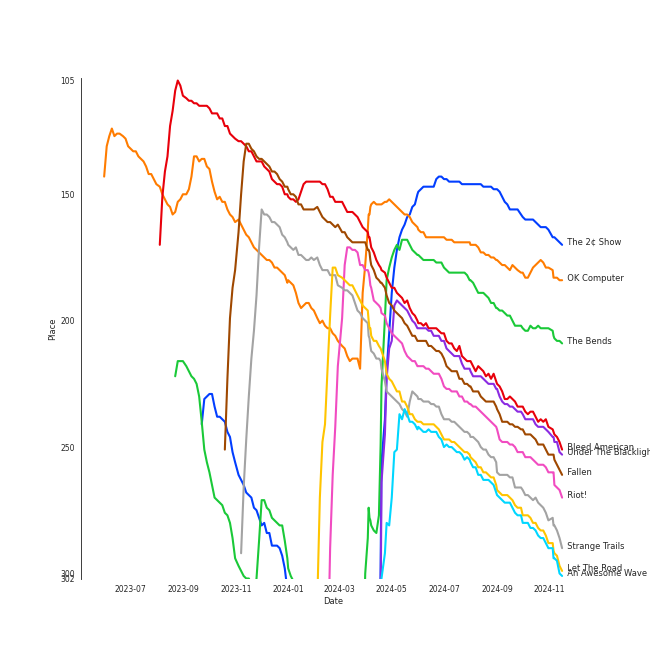 105
150
200
250
300
302
Place
2023-07
2023-09
2023-11
2024-01
2024-03
2024-05
2024-07
2024-09
2024-11
Date
The 2¢ Show
OK Computer
The Bends
Bleed American
Under The Blacklight
Fallen
Riot!
Strange Trails
Let The Road
An Awesome Wave